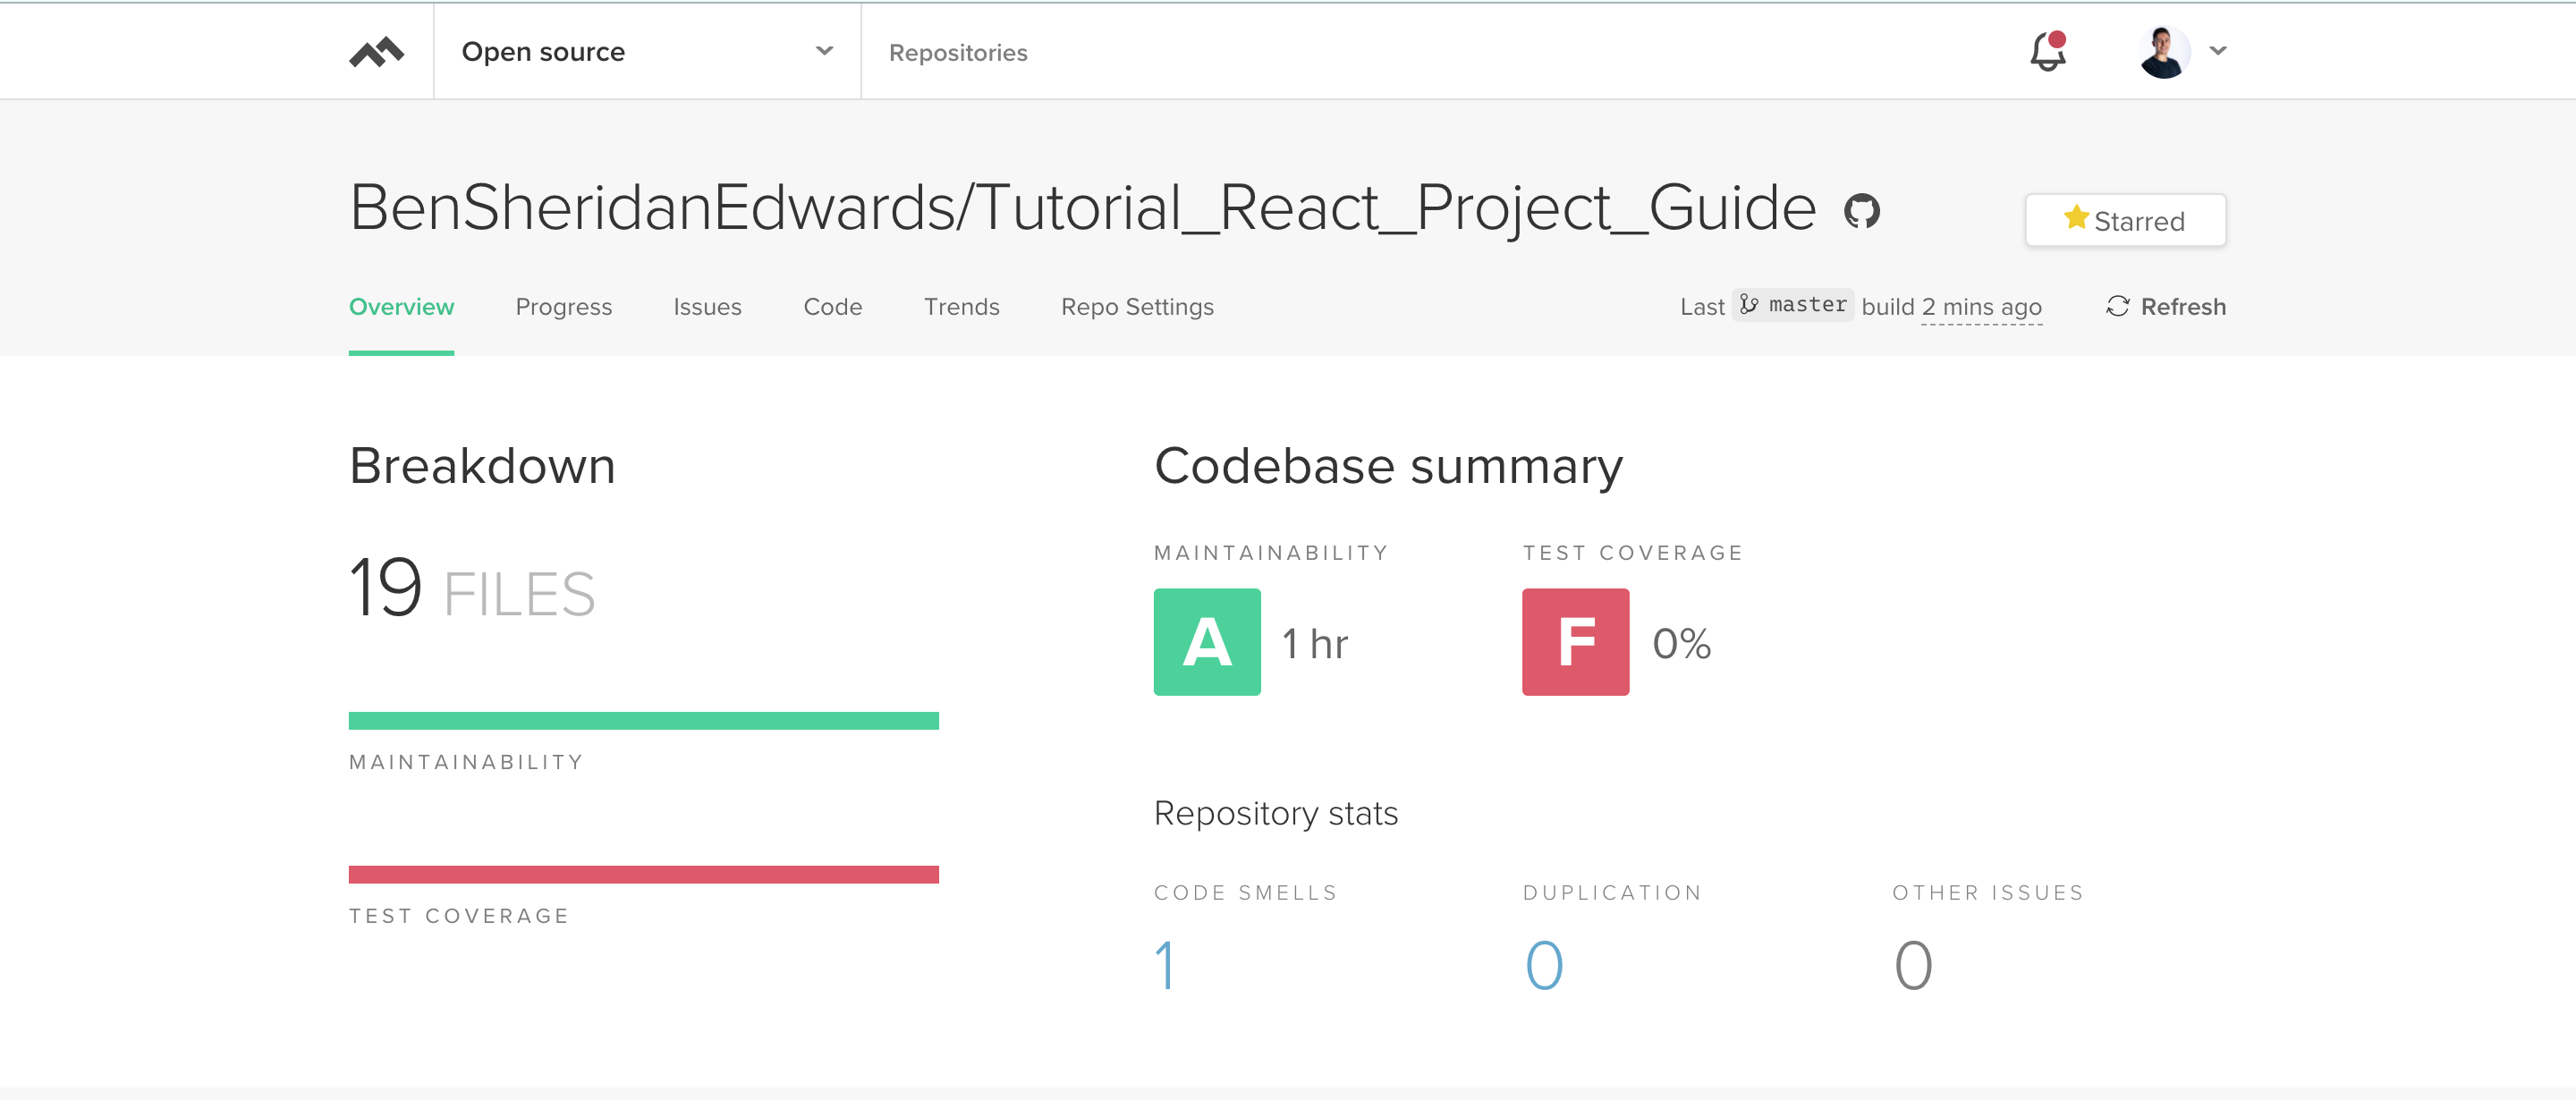 Open source
Repositories
BenSheridanEdwards/Tutorial_React_Project_Guide
Starred
Overview Progress Issues Code Trends Repo Settings
Last master build 2 mins ago Refresh
Breakdown
Codebase summary
19 FILES
MAINTAINABILITY
TEST COVERAGE
A 1 hr
F 0%
MAINTAINABILITY
TEST COVERAGE
Repository stats
CODE SMELLS
DUPLICATION
OTHER ISSUES
1
0
0